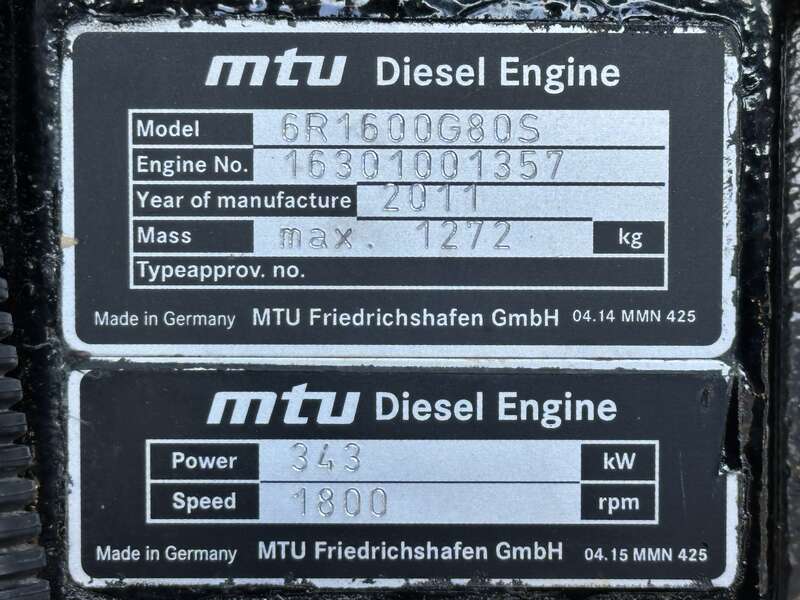 mtu Diesel Engine
Model 6R1600G80S
Engine No. 16301001357
Year of manufacture 2011
Mass max. 1272 kg
Typeapprov. no.
Made in Germany MTU Friedrichshafen GmbH 04.14 MMN 425
mtu Diesel Engine
Power 343 kW
Speed 1800 rpm
Made in Germany MTU Friedrichshafen GmbH 04.15 MMN 425